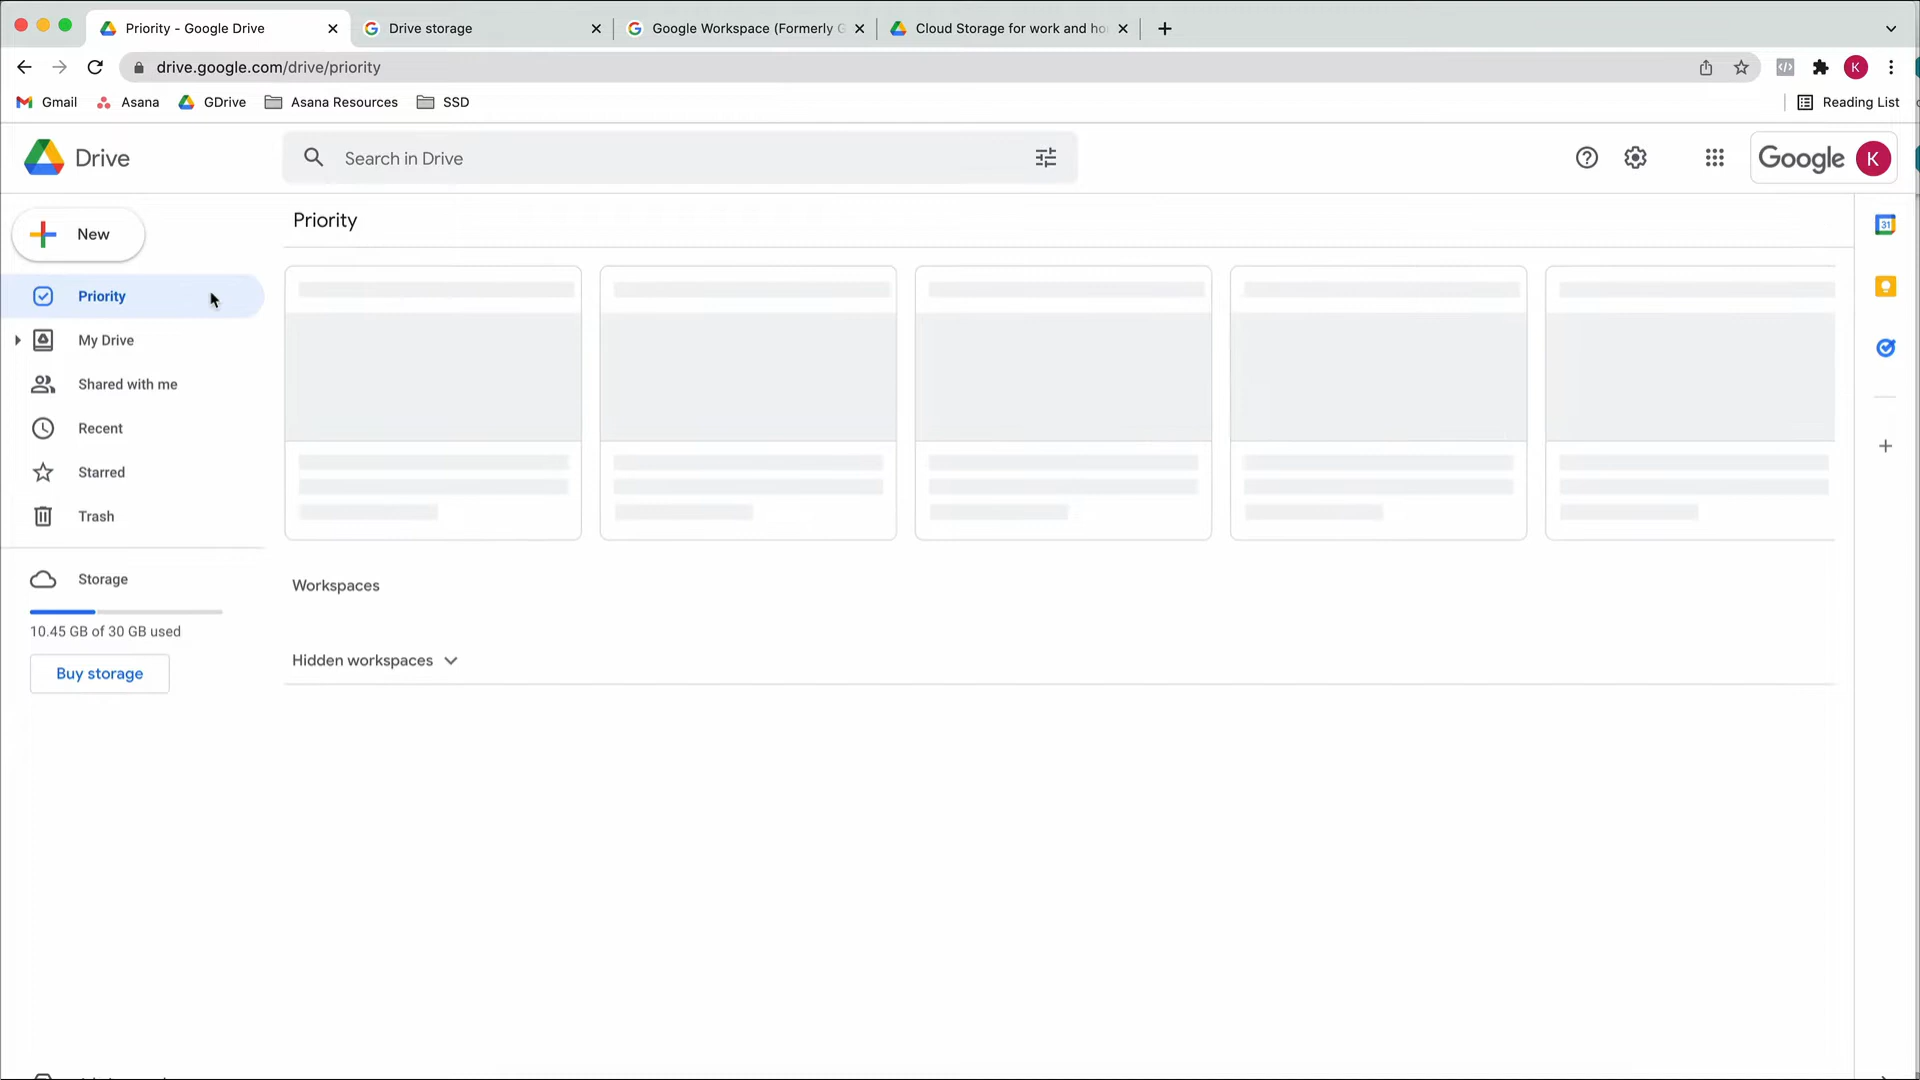 Priority - Google Drive
Drive storage
Google Workspace (Formerly G
Cloud Storage for work and ho
drive.google.com/drive/priority
K
Gmail
Asana
GDrive
Asana Resources
SSD
Reading List
Drive
Search in Drive
Google
K
New
Priority
31
Priority
My Drive
Shared with me
Recent
Starred
Trash
Storage
Workspaces
10.45 GB of 30 GB used
Hidden workspaces
Buy storage